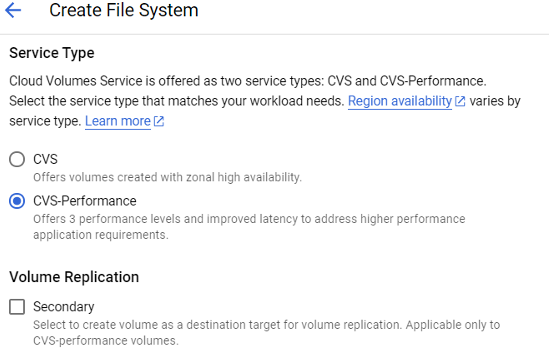 Create File System
Service Type
Cloud Volumes Service is offered as two service types: CVS and CVS-Performance.
Select the service type that matches your workload needs. Region availability varies by
service type. Learn more
CVS
Offers volumes created with zonal high availability.
CVS-Performance
Offers 3 performance levels and improved latency to address higher performance
application requirements.
Volume Replication
Secondary
Select to create volume as a destination target for volume replication. Applicable only to
CVS-performance volumes.